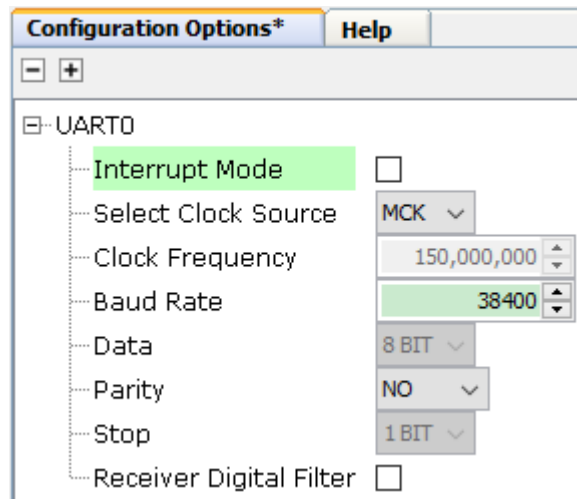 Configuration Options* Help
UART0
Interrupt Mode
Select Clock Source MCK
Clock Frequency 150,000,000
Baud Rate 38400
Data 8 BIT
Parity NO
Stop 1 BIT
Receiver Digital Filter